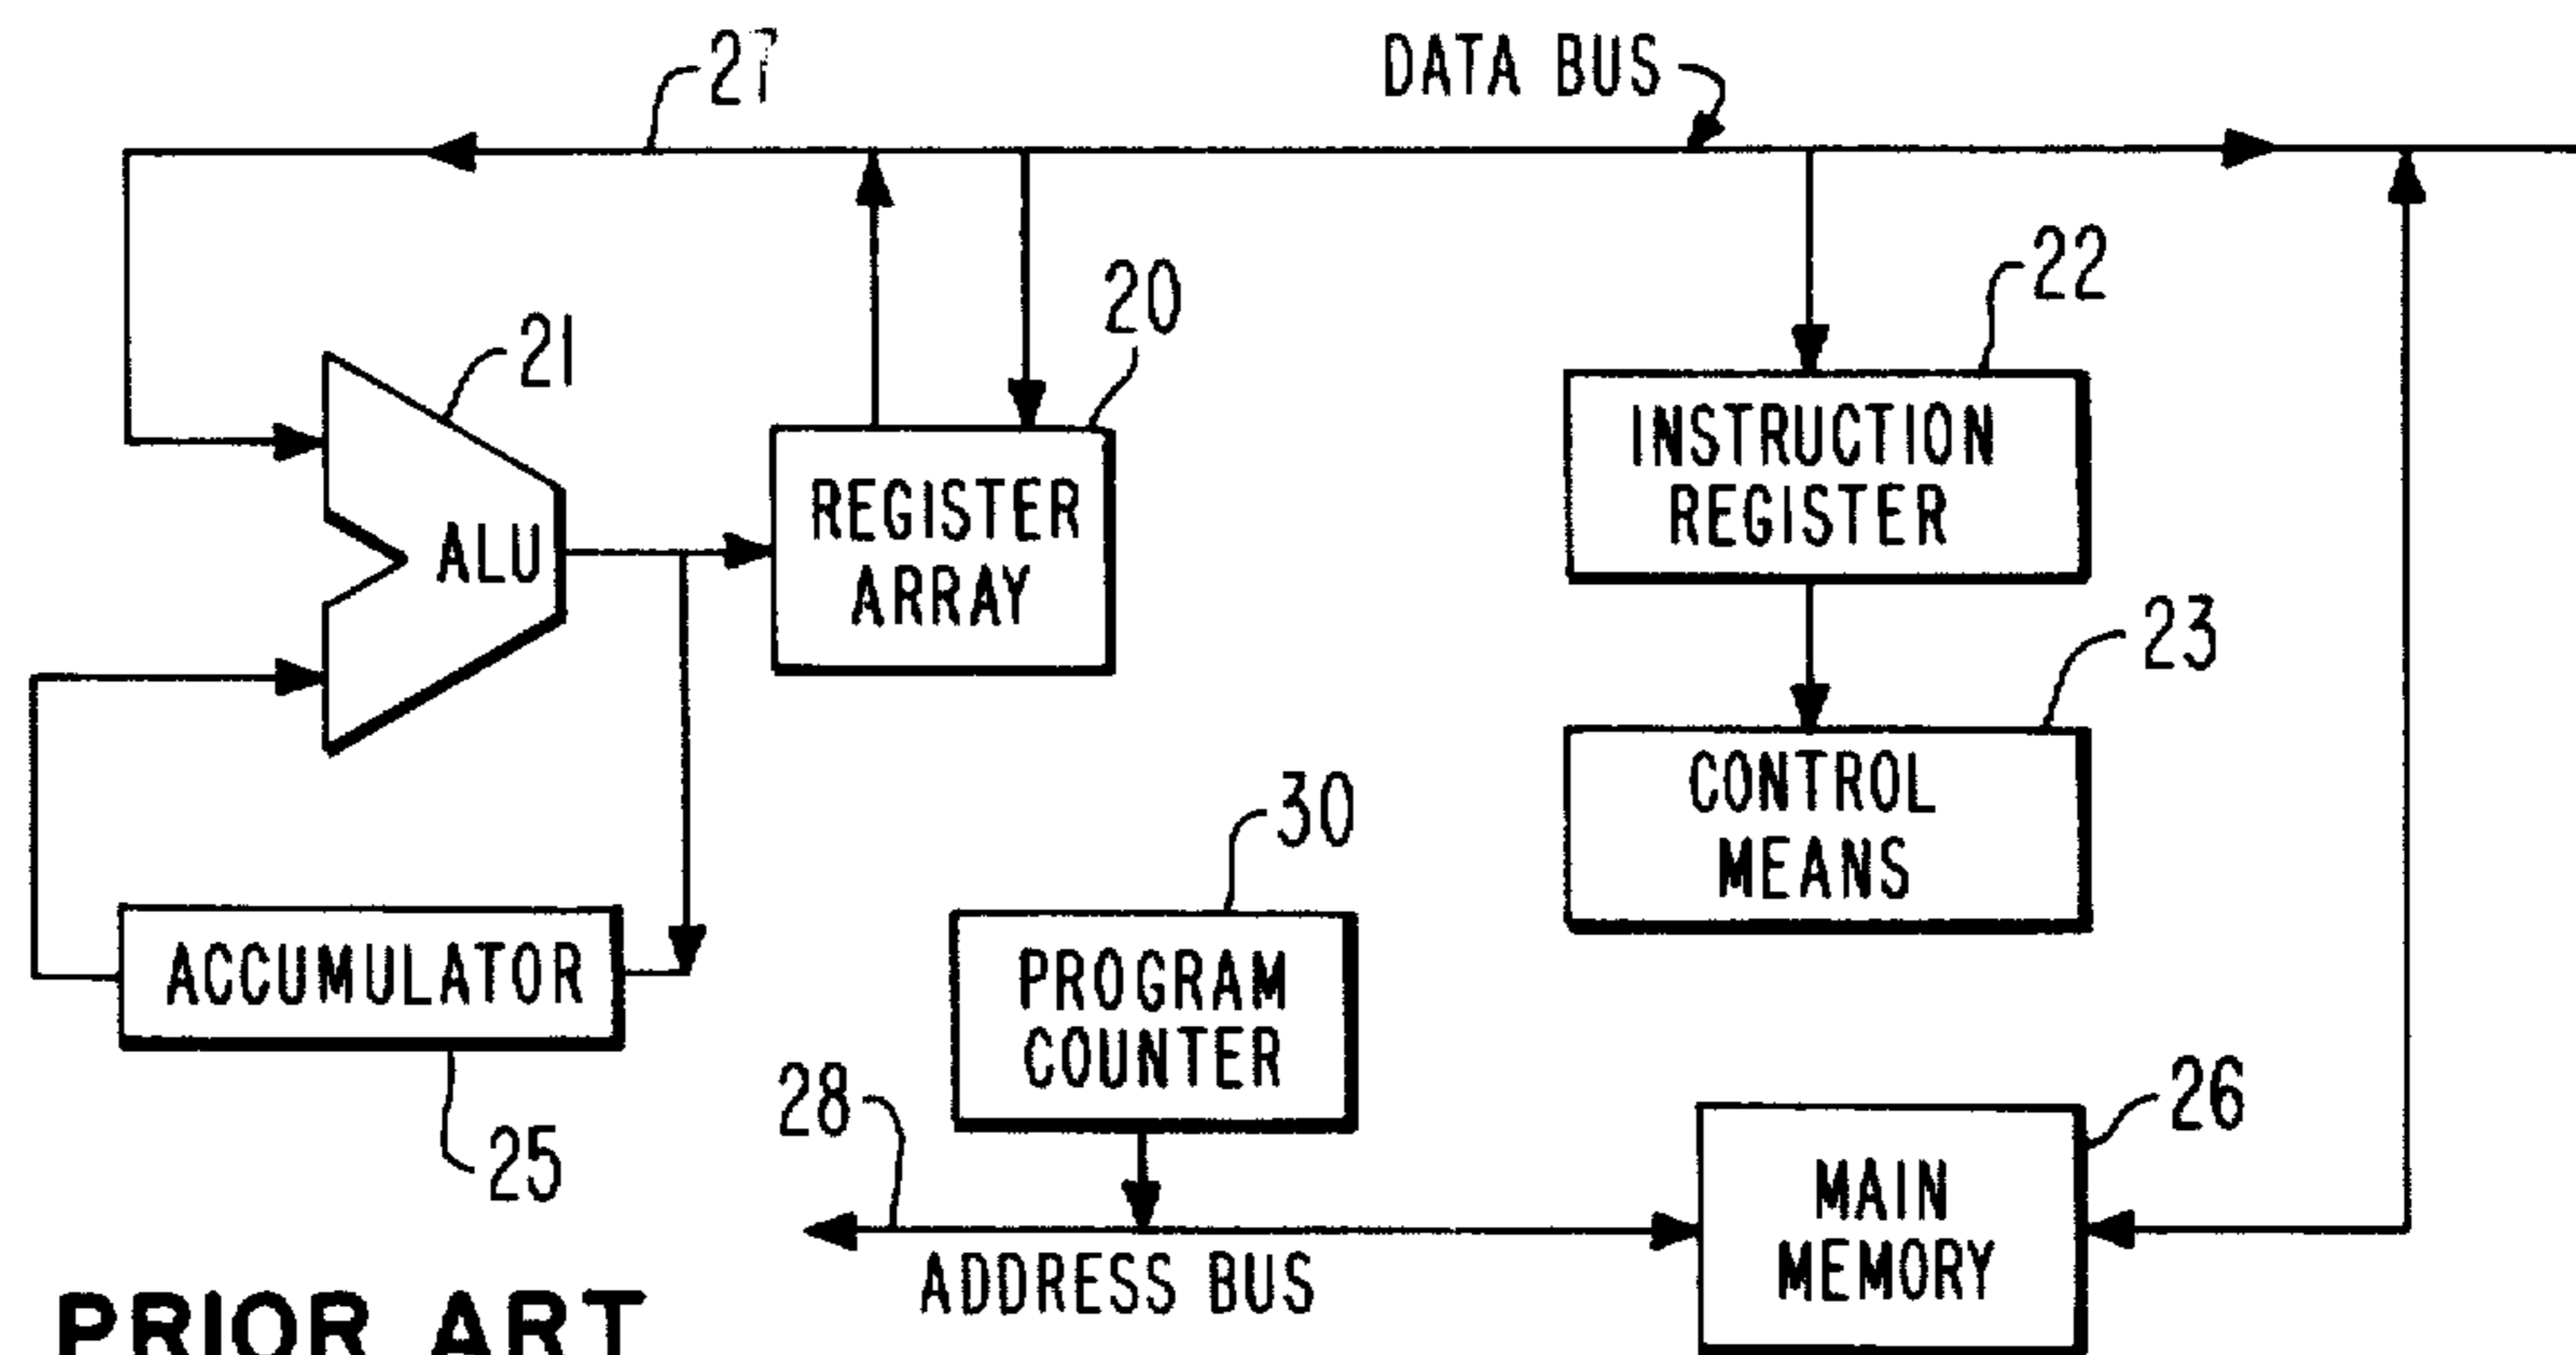 27
DATA BUS
22
20
21
INSTRUCTION
REGISTER
REGISTER
ARRAY
ALU
23
CONTROL
MEANS
30
ACCUMULATOR
PROGRAM
COUNTER
28
26
25
MAIN
MEMORY
ADDRESS BUS
PRIOR ART